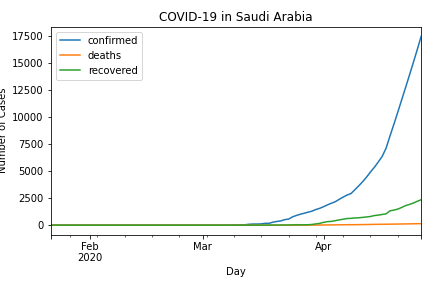 COVID-19 in Saudi Arabia
confirmed
deaths
recovered
17500
15000
12500
10000
7500
5000
2500
0
Number of Cases
Feb
2020
Mar
Apr
Day